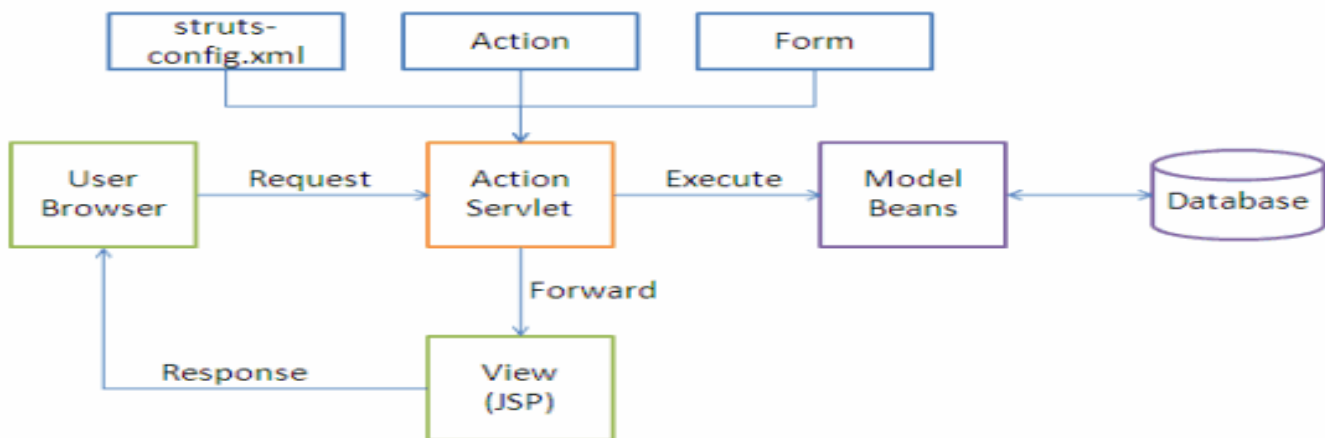 struts-
config.xml
Action
Form
User
Browser
Request
Action
Servlet
Execute
Model
Beans
Database
Forward
Response
View
(JSP)